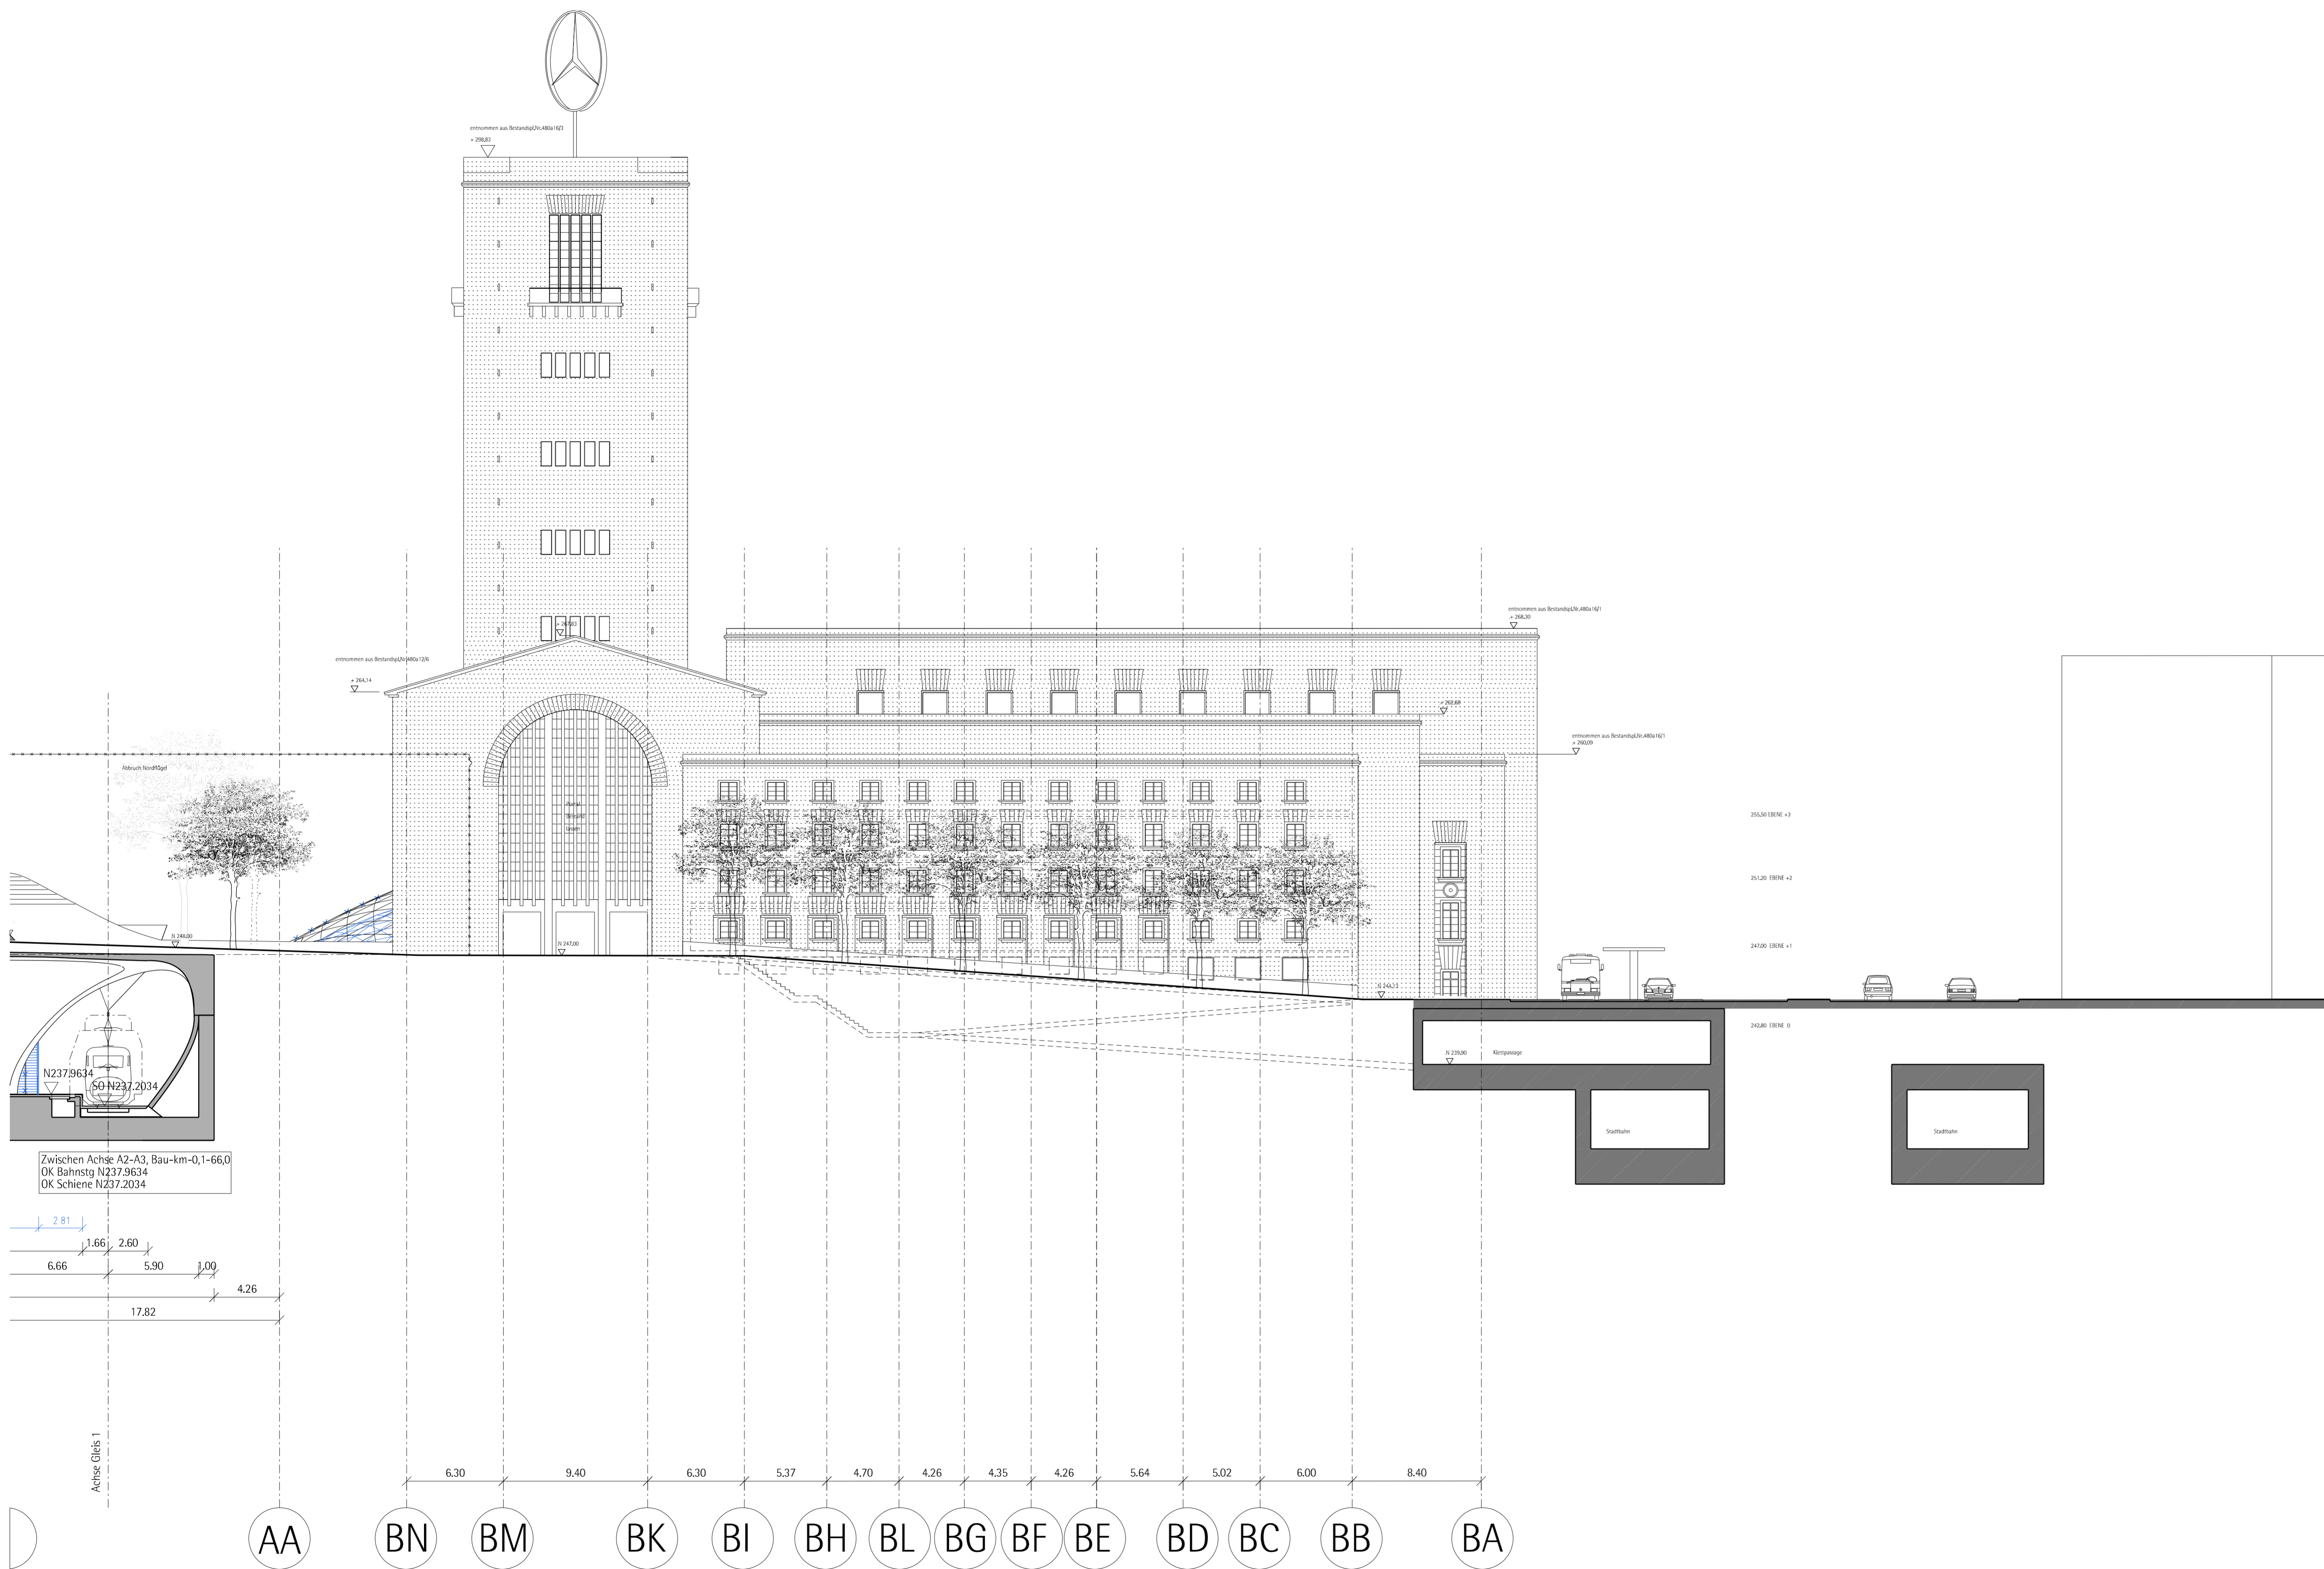 entnommen aus Bestandspl.Nr.480a16/3
+ 298,83
entnommen aus Bestandspl.Nr.480a16/1
+ 268,30
+ 267,83
entnommen aus Bestandspl.Nr.480a12/6
+ 264,14
+ 262,68
entnommen aus Bestandspl.Nr.480a16/1
+ 260,09
Abbruch Nordflügel
Portal
Bestand
255,50 EBENE +3
251,20 EBENE +2
N 248,00
N 247,00
247,00 EBENE +1
242,80 EBENE 0
N 239,90
Klettpassage
N237.9634
SO N237.2034
Stadtbahn
Stadtbahn
Zwischen Achse A2-A3, Bau-km-0,1-66,0
OK Bahnstg N237.9634
OK Schiene N237.2034
2.81
1.66
2.60
6.66
5.90
1.00
4.26
17.82
Achse Gleis 1
6.30
9.40
6.30
5.37
4.70
4.26
4.35
4.26
5.64
5.02
6.00
8.40
AA
BN
BM
BK
BI
BH
BL
BG
BF
BE
BD
BC
BB
BA